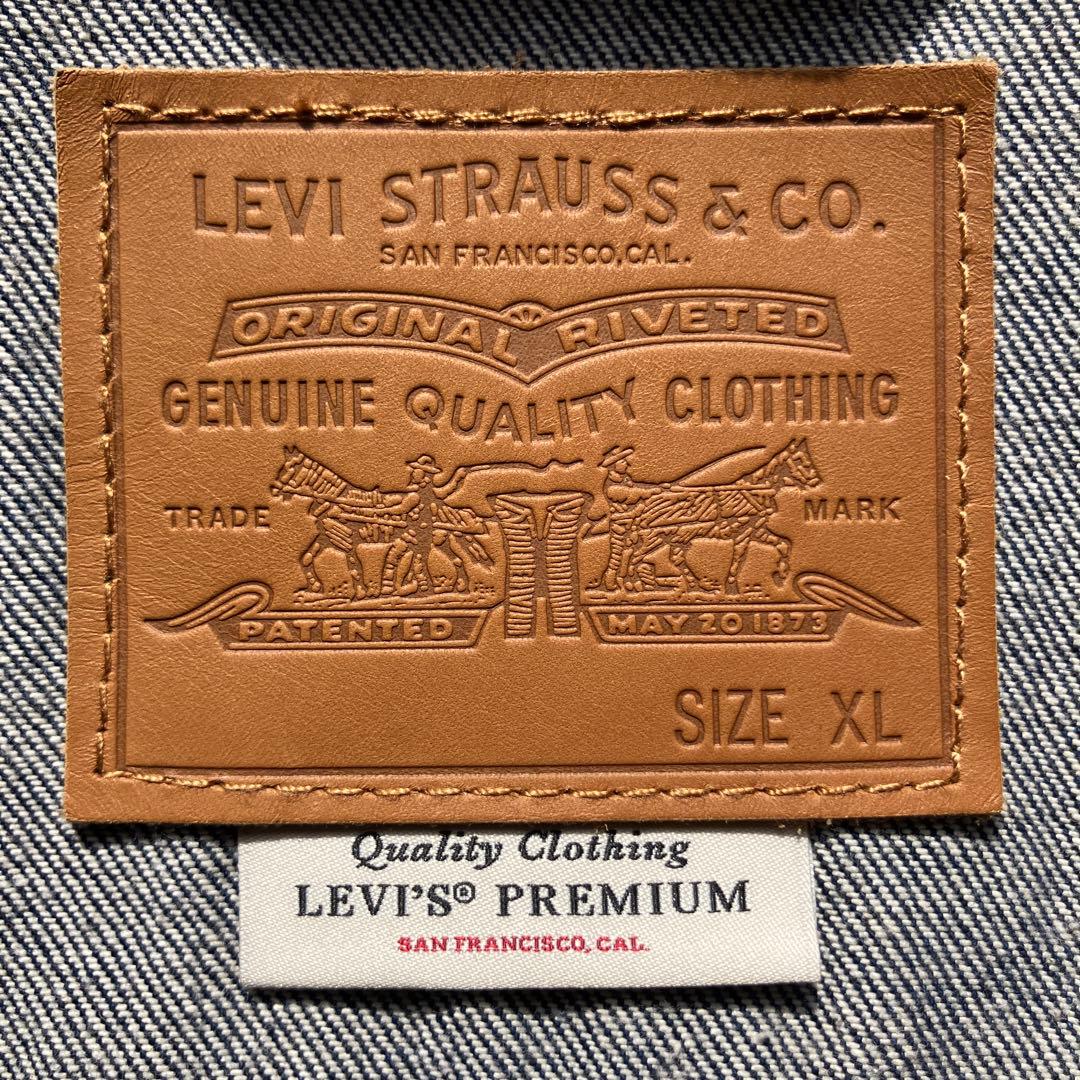 LEVI STRAUSS & CO.
SAN FRANCISCO, CAL.
ORIGINAL RIVETED
GENUINE QUALITY CLOTHING
TRADE MARK
PATENTED MAY 20 1873
SIZE XL
Quality Clothing
LEVI'S® PREMIUM
SAN FRANCISCO, CAL.